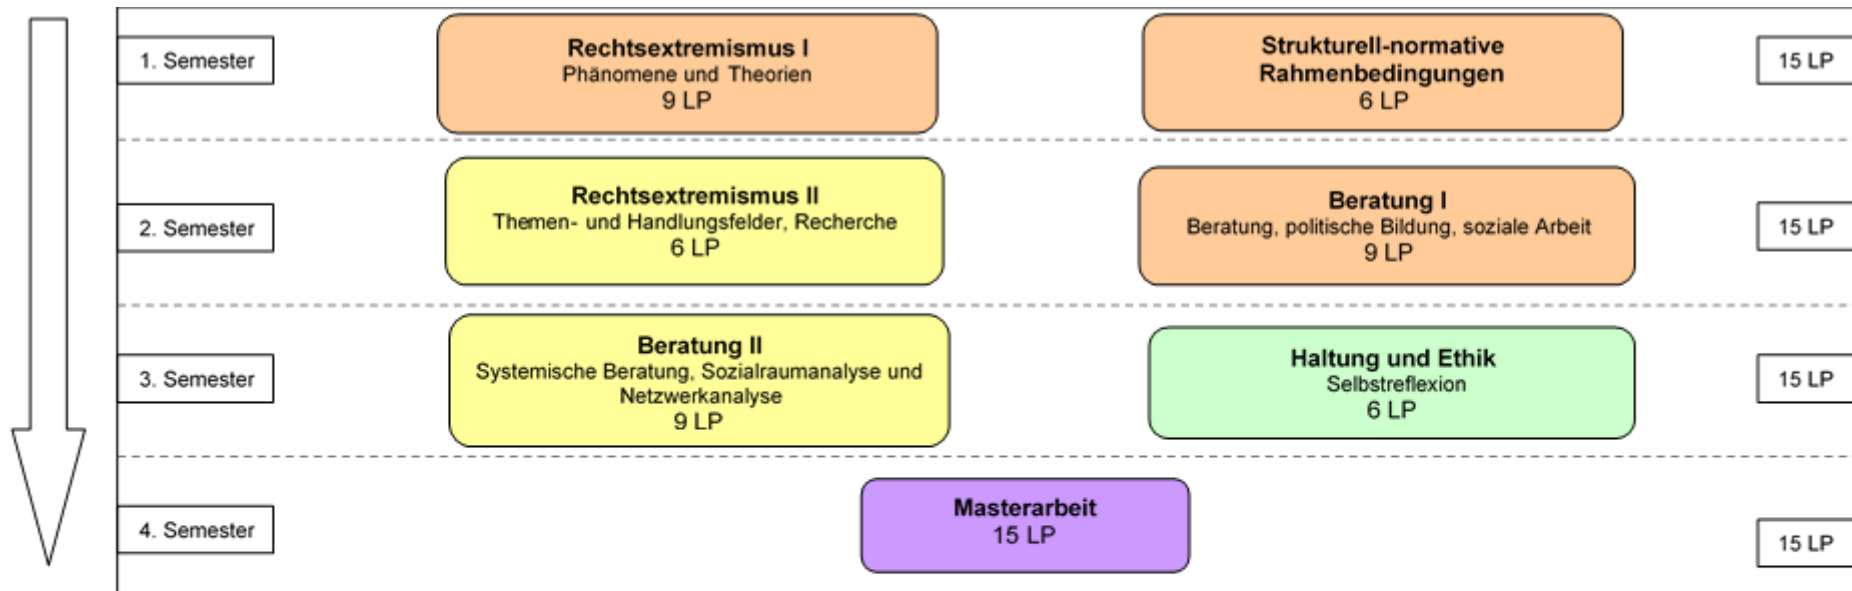 1. Semester
Rechtsextremismus I
Phänomene und Theorien
9 LP
Strukturell-normative
Rahmenbedingungen
6 LP
15 LP
2. Semester
Rechtsextremismus II
Themen- und Handlungsfelder, Recherche
6 LP
Beratung I
Beratung, politische Bildung, soziale Arbeit
9 LP
15 LP
3. Semester
Beratung II
Systemische Beratung, Sozialraumanalyse und
Netzwerkanalyse
9 LP
Haltung und Ethik
Selbstreflexion
6 LP
15 LP
4. Semester
Masterarbeit
15 LP
15 LP